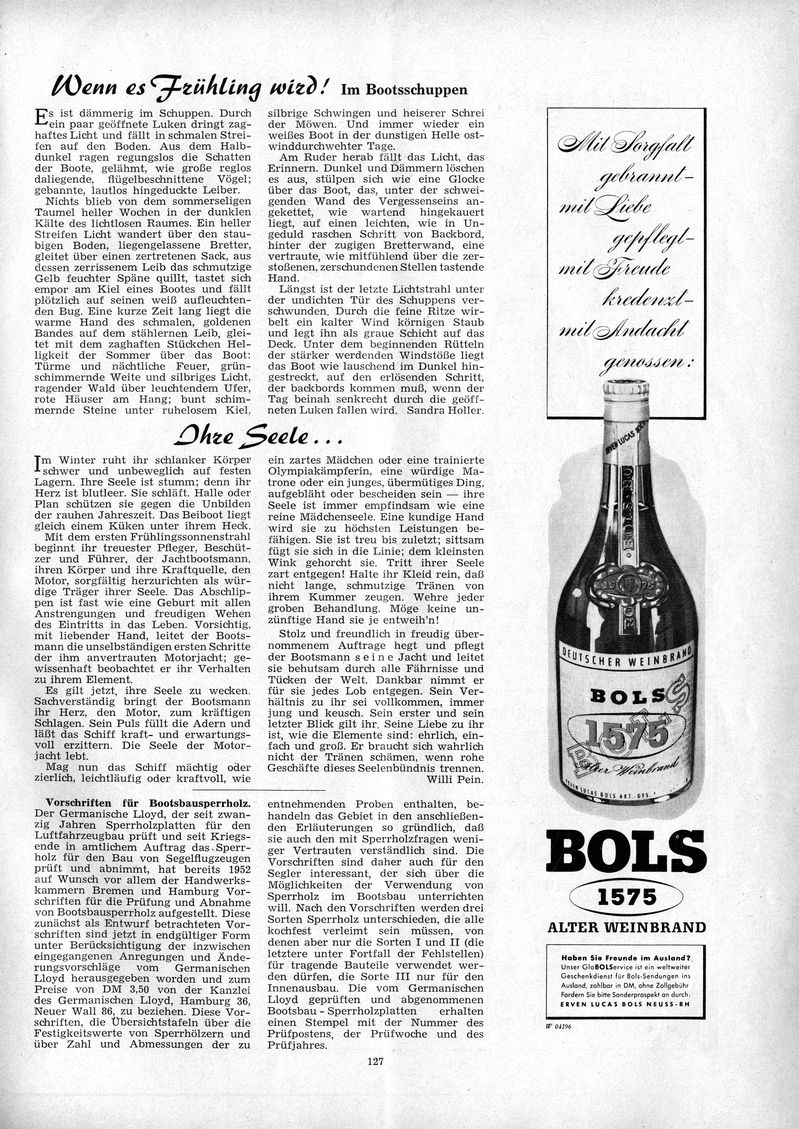 Wenn es Frühling wird! Im Bootsschuppen
Es ist dämmerig im Schuppen. Durch
ein paar geöffnete Luken dringt zag-
haftes Licht und fällt in schmalen Strei-
fen auf den Boden. Aus dem Halb-
dunkel ragen regungslos die Schatten
der Boote, gelähmt, wie große reglos
daliegende, flügelbeschnittene Vögel;
gebannte, lautlos hingeduckte Leiber.
Nichts blieb von dem sommerseligen
Taumel heller Wochen in der dunklen
Kälte des lichtlosen Raumes. Ein heller
Streifen Licht wandert über den stau-
bigen Boden, liegengelassene Bretter,
gleitet über einen zertretenen Sack, aus
dessen zerrissenem Leib das schmutzige
Gelb feuchter Späne quillt, tastet sich
empor am Kiel eines Bootes und fällt
plötzlich auf seinen weiß aufleuchten-
den Bug. Eine kurze Zeit lang liegt die
warme Hand des schmalen, goldenen
Bandes auf dem stählernen Leib, glei-
tet mit dem zaghaften Stückchen Hel-
ligkeit der Sommer über das Boot:
Türme und nächtliche Feuer, grün-
schimmernde Weite und silbriges Licht,
ragender Wald über leuchtendem Ufer,
rote Häuser am Hang; bunt schim-
mernde Steine unter ruhelosem Kiel,
silbrige Schwingen und heiserer Schrei
der Möwen. Und immer wieder ein
weißes Boot in der dunstigen Helle ost-
winddurchwehter Tage.
Am Ruder herab fällt das Licht, das
Erinnern. Dunkel und Dämmern löschen
es aus, stülpen sich wie eine Glocke
über das Boot, das, unter der schwei-
genden Wand des Vergessenseins an-
gekettet, wie wartend hingekauert
liegt, auf einen leichten, wie in Un-
geduld raschen Schritt von Backbord,
hinter der zugigen Bretterwand, eine
vertraute, wie mitfühlend über die zer-
stoßenen, zerschundenen Stellen tastende
Hand.
Längst ist der letzte Lichtstrahl unter
der undichten Tür des Schuppens ver-
schwunden. Durch die feine Ritze wir-
belt ein kalter Wind körnigen Staub
und legt ihn als graue Schicht auf das
Deck. Unter dem beginnenden Rütteln
der stärker werdenden Windstöße liegt
das Boot wie lauschend im Dunkel hin-
gestreckt, auf den erlösenden Schritt,
der backbords kommen muß, wenn der
Tag beinah senkrecht durch die geöff-
neten Luken fallen wird. Sandra Holler.
Ihre Seele . . .
Im Winter ruht ihr schlanker Körper
schwer und unbeweglich auf festen
Lagern. Ihre Seele ist stumm; denn ihr
Herz ist blutleer. Sie schläft. Halle oder
Plan schützen sie gegen die Unbilden
der rauhen Jahreszeit. Das Beiboot liegt
gleich einem Küken unter ihrem Heck.
Mit dem ersten Frühlingssonnenstrahl
beginnt ihr treuester Pfleger, Beschüt-
zer und Führer, der Jachtbootsmann,
ihren Körper und ihre Kraftquelle, den
Motor, sorgfältig herzurichten als wür-
dige Träger ihrer Seele. Das Abschlip-
pen ist fast wie eine Geburt mit allen
Anstrengungen und freudigen Wehen
des Eintritts in das Leben. Vorsichtig,
mit liebender Hand, leitet der Boots-
mann die unselbständigen ersten Schritte
der ihm anvertrauten Motorjacht; ge-
wissenhaft beobachtet er ihr Verhalten
zu ihrem Element.
Es gilt jetzt, ihre Seele zu wecken.
Sachverständig bringt der Bootsmann
ihr Herz, den Motor, zum kräftigen
Schlagen. Sein Puls füllt die Adern und
läßt das Schiff kraft- und erwartungs-
voll erzittern. Die Seele der Motor-
jacht lebt.
Mag nun das Schiff mächtig oder
zierlich, leichtläufig oder kraftvoll, wie
ein zartes Mädchen oder eine trainierte
Olympiakämpferin, eine würdige Ma-
trone oder ein junges, übermütiges Ding,
aufgebläht oder bescheiden sein — ihre
Seele ist immer empfindsam wie eine
reine Mädchenseele. Eine kundige Hand
wird sie zu höchsten Leistungen be-
fähigen. Sie ist treu bis zuletzt; sittsam
fügt sie sich in die Linie; dem kleinsten
Wink gehorcht sie. Tritt ihrer Seele
zart entgegen! Halte ihr Kleid rein, daß
nicht lange, schmutzige Tränen von
ihrem Kummer zeugen. Wehre jeder
groben Behandlung. Möge keine un-
zünftige Hand sie je entweih'n!
Stolz und freundlich in freudig über-
nommenem Auftrage hegt und pflegt
der Bootsmann s e i n e Jacht und leitet
sie behutsam durch alle Fährnisse und
Tücken der Welt. Dankbar nimmt er
für sie jedes Lob entgegen. Sein Ver-
hältnis zu ihr sei vollkommen, immer
jung und keusch. Sein erster und sein
letzter Blick gilt ihr. Seine Liebe zu ihr
ist, wie die Elemente sind: ehrlich, ein-
fach und groß. Er braucht sich wahrlich
nicht der Tränen schämen, wenn rohe
Geschäfte dieses Seelenbündnis trennen.
Willi Pein.
Vorschriften für Bootsbausperrholz.
Der Germanische Lloyd, der seit zwan-
zig Jahren Sperrholzplatten für den
Luftfahrzeugbau prüft und seit Kriegs-
ende in amtlichem Auftrag das Sperr-
holz für den Bau von Segelflugzeugen
prüft und abnimmt, hat bereits 1952
auf Wunsch vor allem der Handwerks-
kammern Bremen und Hamburg Vor-
schriften für die Prüfung und Abnahme
von Bootsbausperrholz aufgestellt. Diese
zunächst als Entwurf betrachteten Vor-
schriften sind jetzt in endgültiger Form
unter Berücksichtigung der inzwischen
eingegangenen Anregungen und Ände-
rungsvorschläge vom Germanischen
Lloyd herausgegeben worden und zum
Preise von DM 3,50 von der Kanzlei
des Germanischen Lloyd, Hamburg 36,
Neuer Wall 86, zu beziehen. Diese Vor-
schriften, die Übersichtstafeln über die
Festigkeitswerte von Sperrhölzern und
über Zahl und Abmessungen der zu
entnehmenden Proben enthalten, be-
handeln das Gebiet in den anschließen-
den Erläuterungen so gründlich, daß
sie auch den mit Sperrholzfragen weni-
ger Vertrauten verständlich sind. Die
Vorschriften sind daher auch für den
Segler interessant, der sich über die
Möglichkeiten der Verwendung von
Sperrholz im Bootsbau unterrichten
will. Nach den Vorschriften werden drei
Sorten Sperrholz unterschieden, die alle
kochfest verleimt sein müssen, von
denen aber nur die Sorten I und II (die
letztere unter Fortfall der Fehlstellen)
für tragende Bauteile verwendet wer-
den dürfen, die Sorte III nur für den
Innenausbau. Die vom Germanischen
Lloyd geprüften und abgenommenen
Bootsbau-Sperrholzplatten erhalten
einen Stempel mit der Nummer des
Prüfpostens, der Prüfwoche und des
Prüfjahres.
127
Mit Sorgfalt
gebrannt –
mit Liebe
gepflegt –
mit Freude
kredenzt –
mit Andacht
genossen :
ERVEN LUCAS BOLS
DEUTSCHER WEINBRAND
BOLS
1575
Alter Weinbrand
ERVEN LUCAS BOLS AKT.-GES.
BOLS
1575
ALTER WEINBRAND
Haben Sie Freunde im Ausland?
Unser GloBOLService ist ein weltweiter
Geschenkdienst für Bols-Sendungen ins
Ausland, zahlbar in DM, ohne Zollgebühr
Fordern Sie bitte Sonderprospekt an durch:
ERVEN LUCAS BOLS NEUSS-RH
W 04196